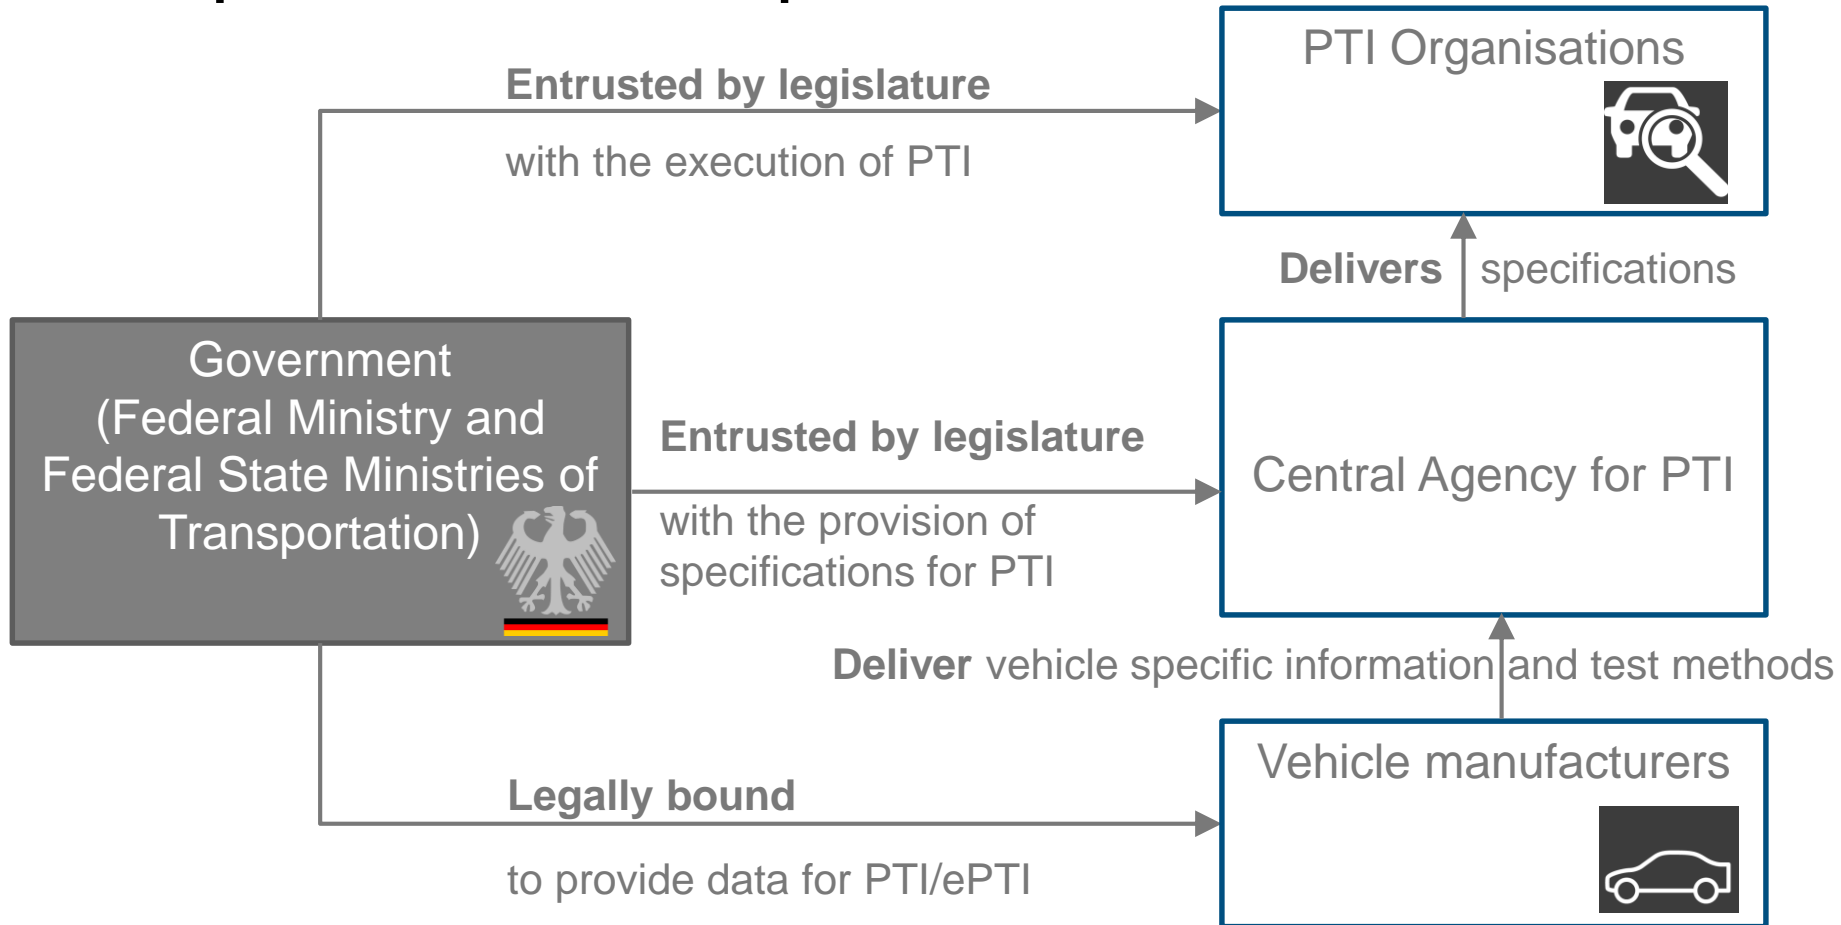 PTI Organisations
Entrusted by legislature
with the execution of PTI
Delivers specifications
Government
(Federal Ministry and
Federal State Ministries of
Transportation)
Entrusted by legislature
with the provision of
specifications for PTI
Central Agency for PTI
Deliver vehicle specific information and test methods
Vehicle manufacturers
Legally bound
to provide data for PTI/ePTI